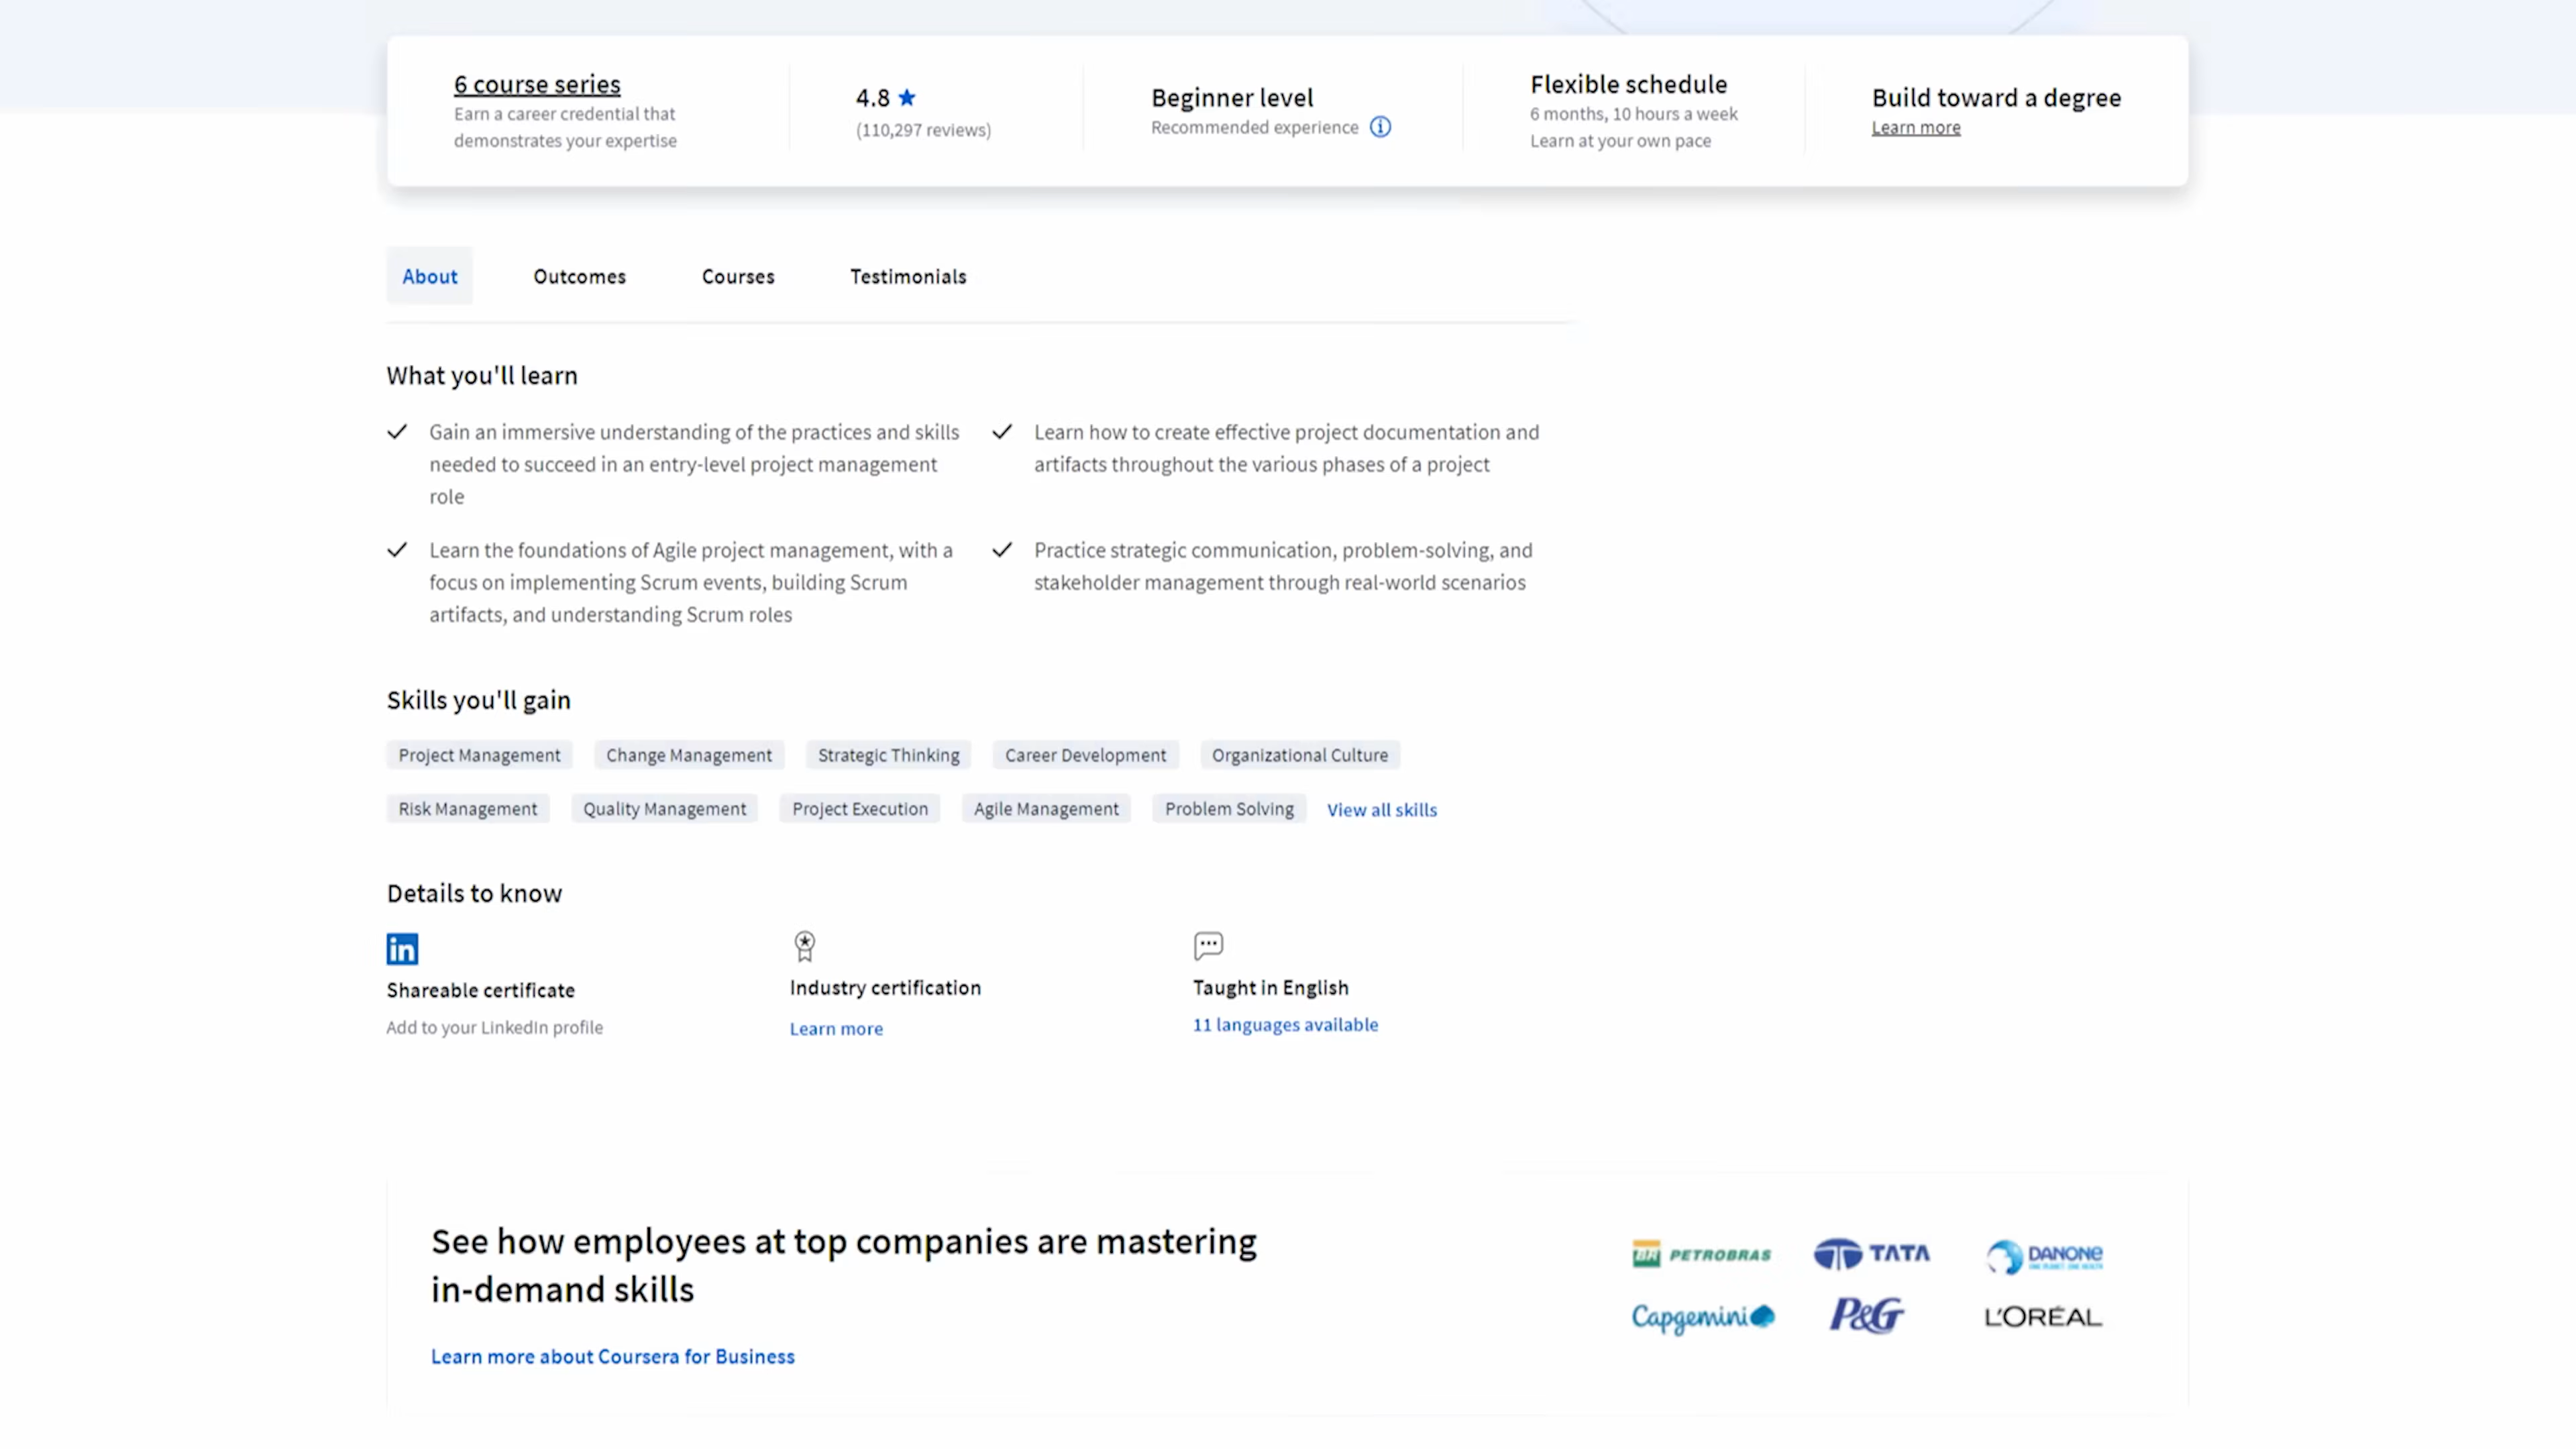 6 course series
Earn a career credential that
demonstrates your expertise
4.8
(110,297 reviews)
Beginner level
Recommended experience
Flexible schedule
6 months, 10 hours a week
Learn at your own pace
Build toward a degree
Learn more
About
Outcomes
Courses
Testimonials
What you'll learn
Gain an immersive understanding of the practices and skills
needed to succeed in an entry-level project management
role
Learn how to create effective project documentation and
artifacts throughout the various phases of a project
Learn the foundations of Agile project management, with a
focus on implementing Scrum events, building Scrum
artifacts, and understanding Scrum roles
Practice strategic communication, problem-solving, and
stakeholder management through real-world scenarios
Skills you'll gain
Project Management
Change Management
Strategic Thinking
Career Development
Organizational Culture
Risk Management
Quality Management
Project Execution
Agile Management
Problem Solving
View all skills
Details to know
in
Shareable certificate
Add to your LinkedIn profile
Industry certification
Learn more
Taught in English
11 languages available
See how employees at top companies are mastering
in-demand skills
Learn more about Coursera for Business
BR PETROBRAS
TATA
DANONE
ONE PLANET. ONE HEALTH
Capgemini
P&G
L'ORÉAL